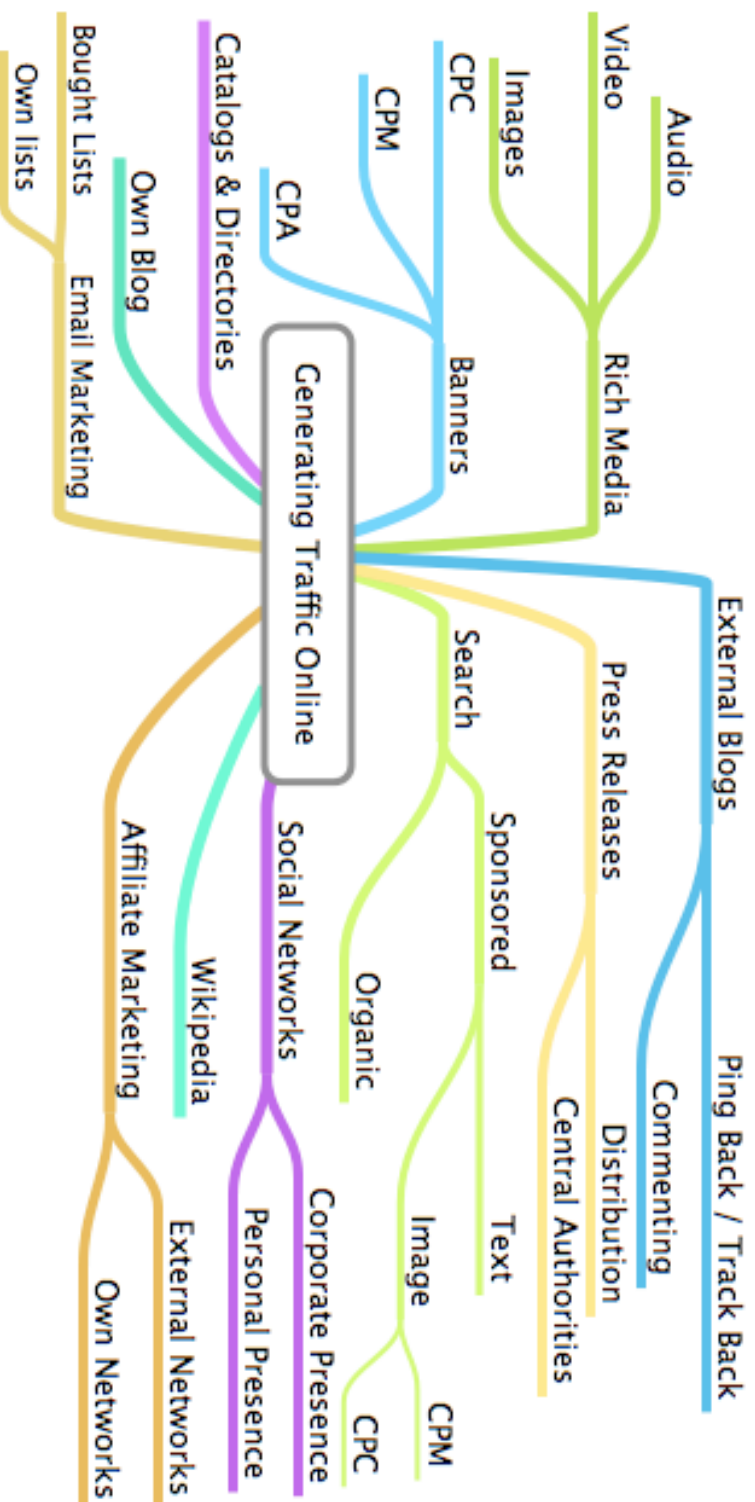 Generating Traffic Online
External Blogs
Ping Back / Track Back
Commenting
Press Releases
Distribution
Central Authorities
Search
Sponsored
Text
Image
CPM
CPC
Organic
Social Networks
Corporate Presence
Personal Presence
Wikipedia
Affiliate Marketing
External Networks
Own Networks
Rich Media
Audio
Video
Images
Banners
CPC
CPM
CPA
Catalogs & Directories
Own Blog
Email Marketing
Bought Lists
Own lists